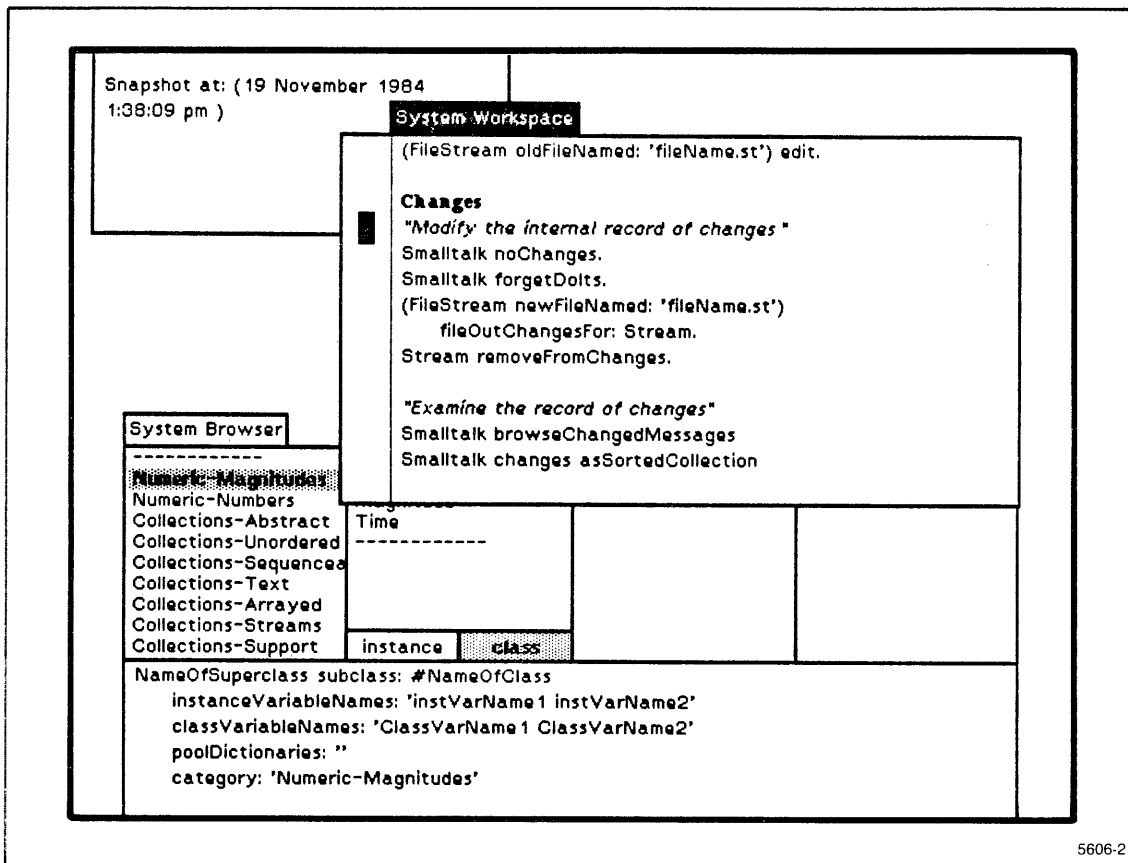 Snapshot at: (19 November 1984
1:38:09 pm )
System Workspace
(FileStream oldFileNamed: 'fileName.st') edit.
Changes
"Modify the internal record of changes"
Smalltalk noChanges.
Smalltalk forgetDoIts.
(FileStream newFileNamed: 'fileName.st')
fileOutChangesFor: Stream.
Stream removeFromChanges.
"Examine the record of changes"
Smalltalk browseChangedMessages
Smalltalk changes asSortedCollection
System Browser
-------------
Numeric-Magnitudes
Numeric-Numbers
Collections-Abstract
Collections-Unordered
Collections-Sequencea
Collections-Text
Collections-Arrayed
Collections-Streams
Collections-Support
Time
-------------
instance
class
NameOfSuperclass subclass: #NameOfClass
instanceVariableNames: 'instVarName1 instVarName2'
classVariableNames: 'ClassVarName1 ClassVarName2'
poolDictionaries: ''
category: 'Numeric-Magnitudes'
5606-2